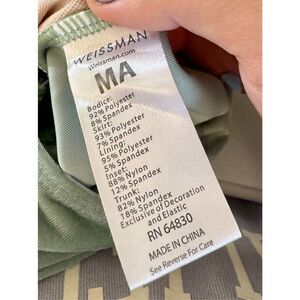 WEISSMAN
Weissman.com
MA
Bodice:
92% Polyester
8% Spandex
Skirt:
93% Polyester
7% Spandex
Lining:
95% Polyester
5% Spandex
Inset:
88% Nylon
12% Spandex
Trunk:
82% Nylon
18% Spandex
Exclusive of Decoration
and Elastic
RN 64830
MADE IN CHINA
See Reverse For Care